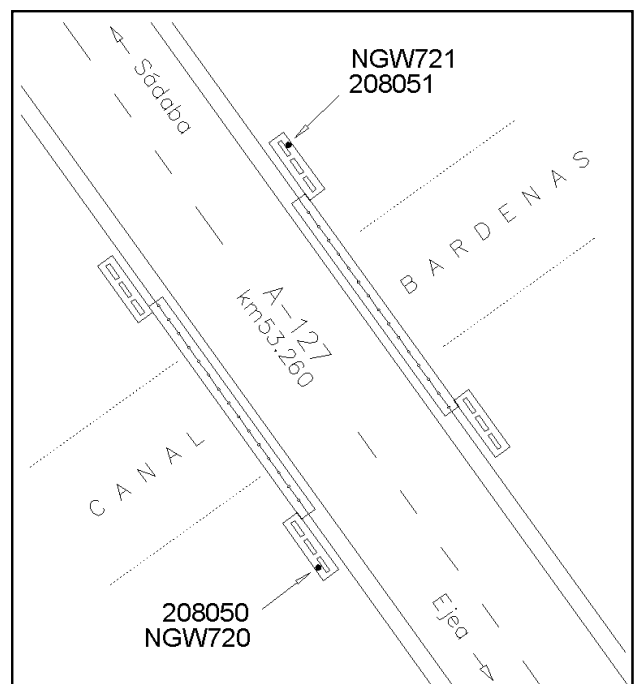 NGW721
208051
Sádaba
BARDENAS
A-127
km53.260
CANAL
208050
NGW720
Ejea